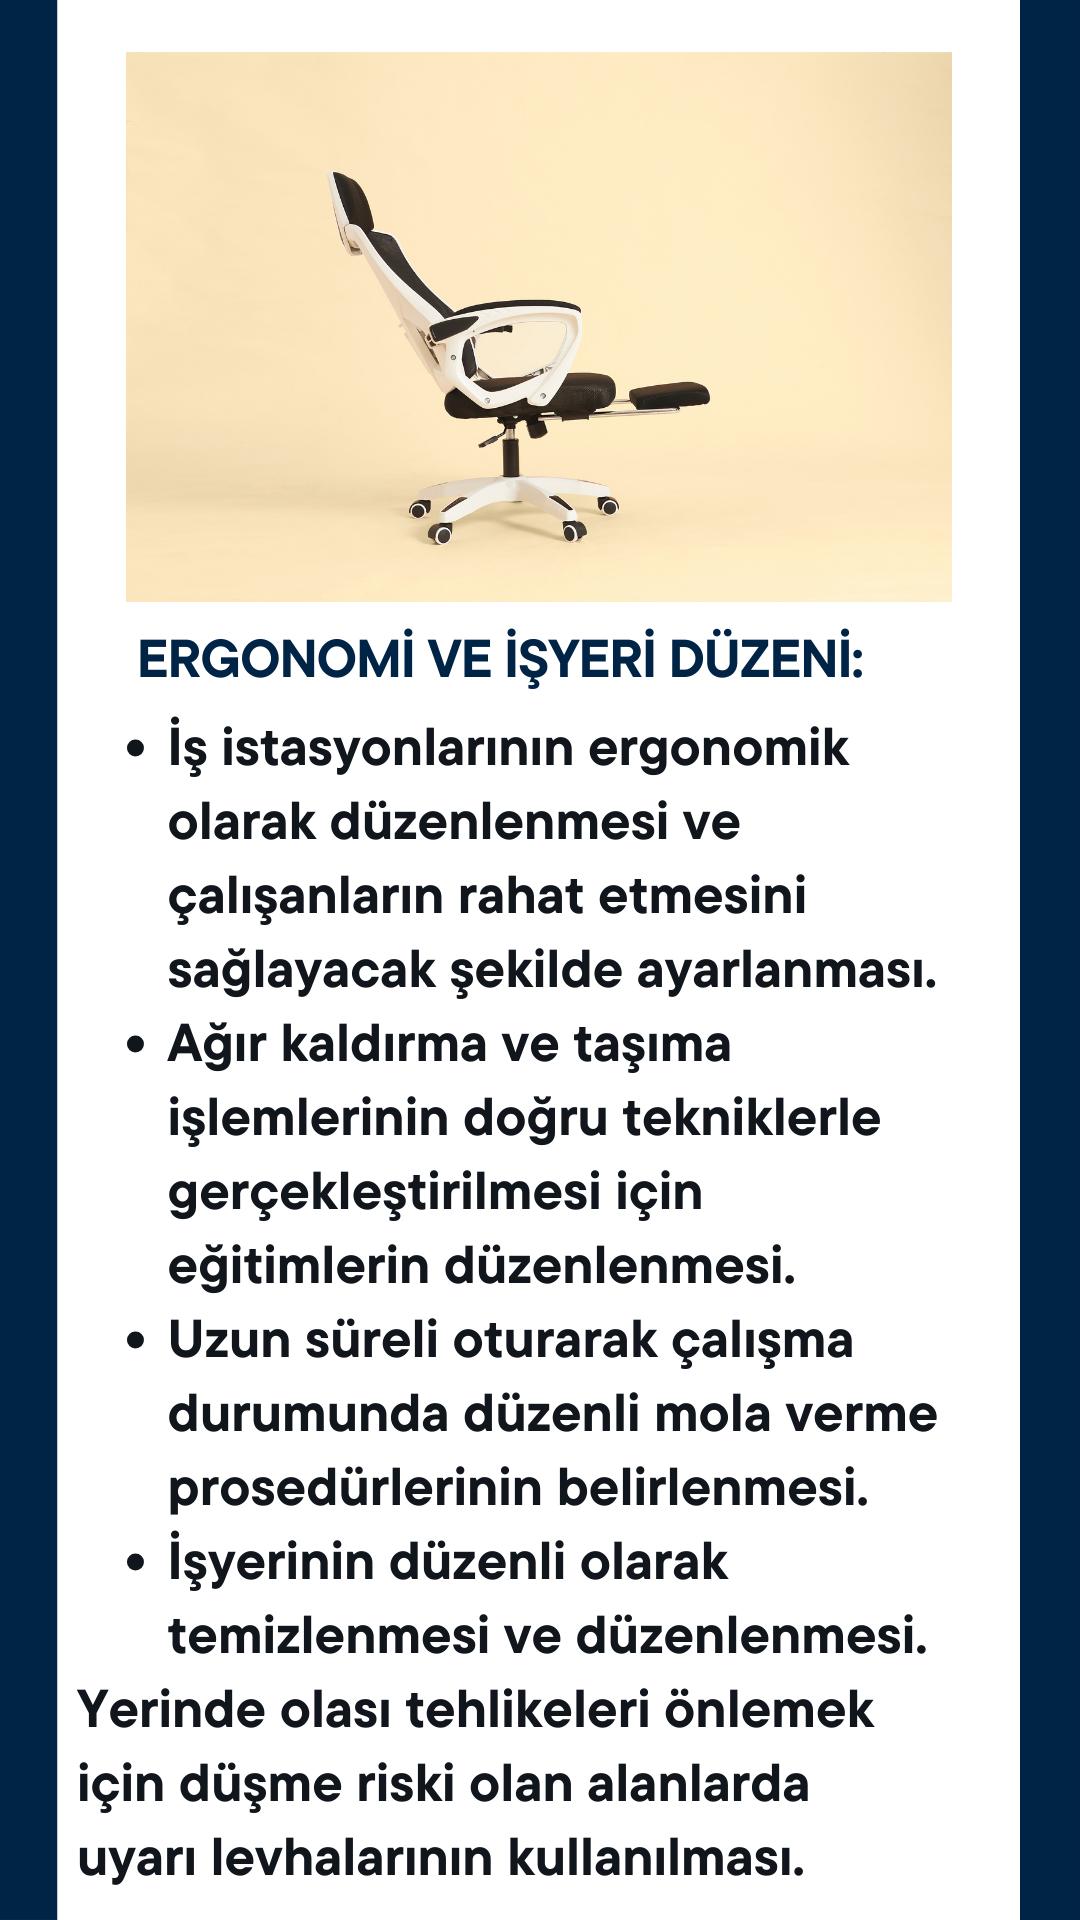 ERGONOMİ VE İŞYERİ DÜZENİ:
• İş istasyonlarının ergonomik
olarak düzenlenmesi ve
çalışanların rahat etmesini
sağlayacak şekilde ayarlanması.
• Ağır kaldırma ve taşıma
işlemlerinin doğru tekniklerle
gerçekleştirilmesi için
eğitimlerin düzenlenmesi.
• Uzun süreli oturarak çalışma
durumunda düzenli mola verme
prosedürlerinin belirlenmesi.
• İşyerinin düzenli olarak
temizlenmesi ve düzenlenmesi.
Yerinde olası tehlikeleri önlemek
için düşme riski olan alanlarda
uyarı levhalarının kullanılması.